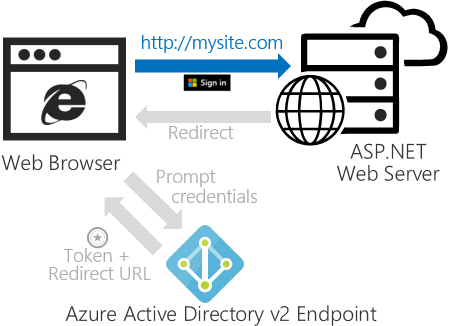 http://mysite.com
Sign in
Redirect
Web Browser
ASP.NET
Web Server
Prompt
credentials
Token +
Redirect URL
Azure Active Directory v2 Endpoint